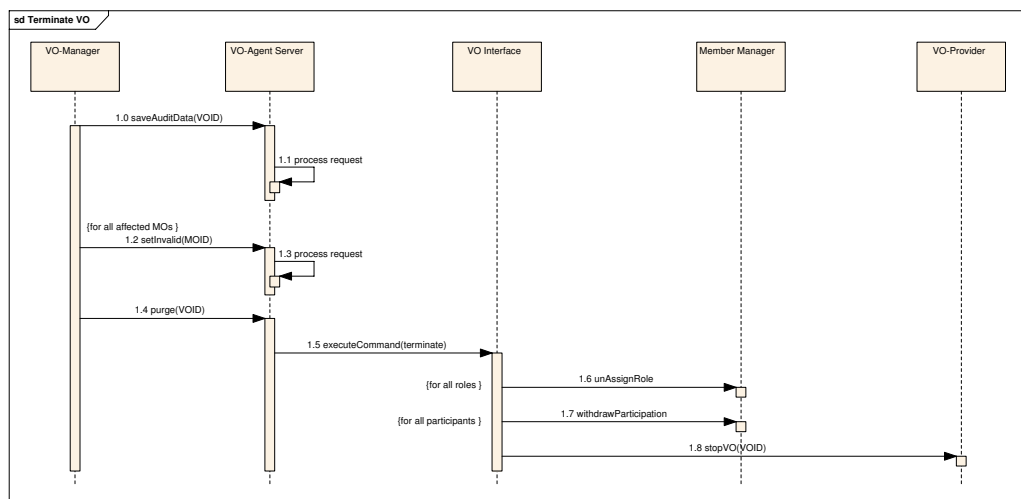 sd Terminate VO
VO-Manager
VO-Agent Server
VO Interface
Member Manager
VO-Provider
1.0 saveAuditData(VOID)
1.1 process request
{for all affected MOs }
1.2 setInvalid(MOID)
1.3 process request
1.4 purge(VOID)
1.5 executeCommand(terminate)
{for all roles }
1.6 unAssignRole
{for all participants }
1.7 withdrawParticipation
1.8 stopVO(VOID)